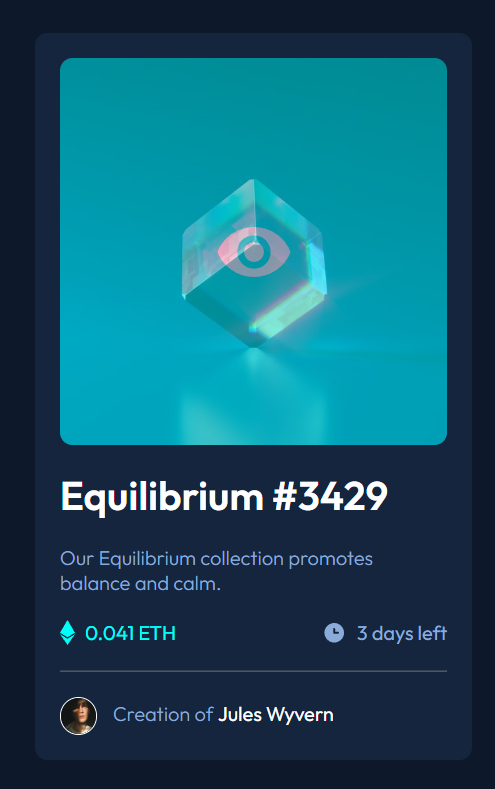 Equilibrium #3429
Our Equilibrium collection promotes
balance and calm.
0.041 ETH
3 days left
Creation of Jules Wyvern